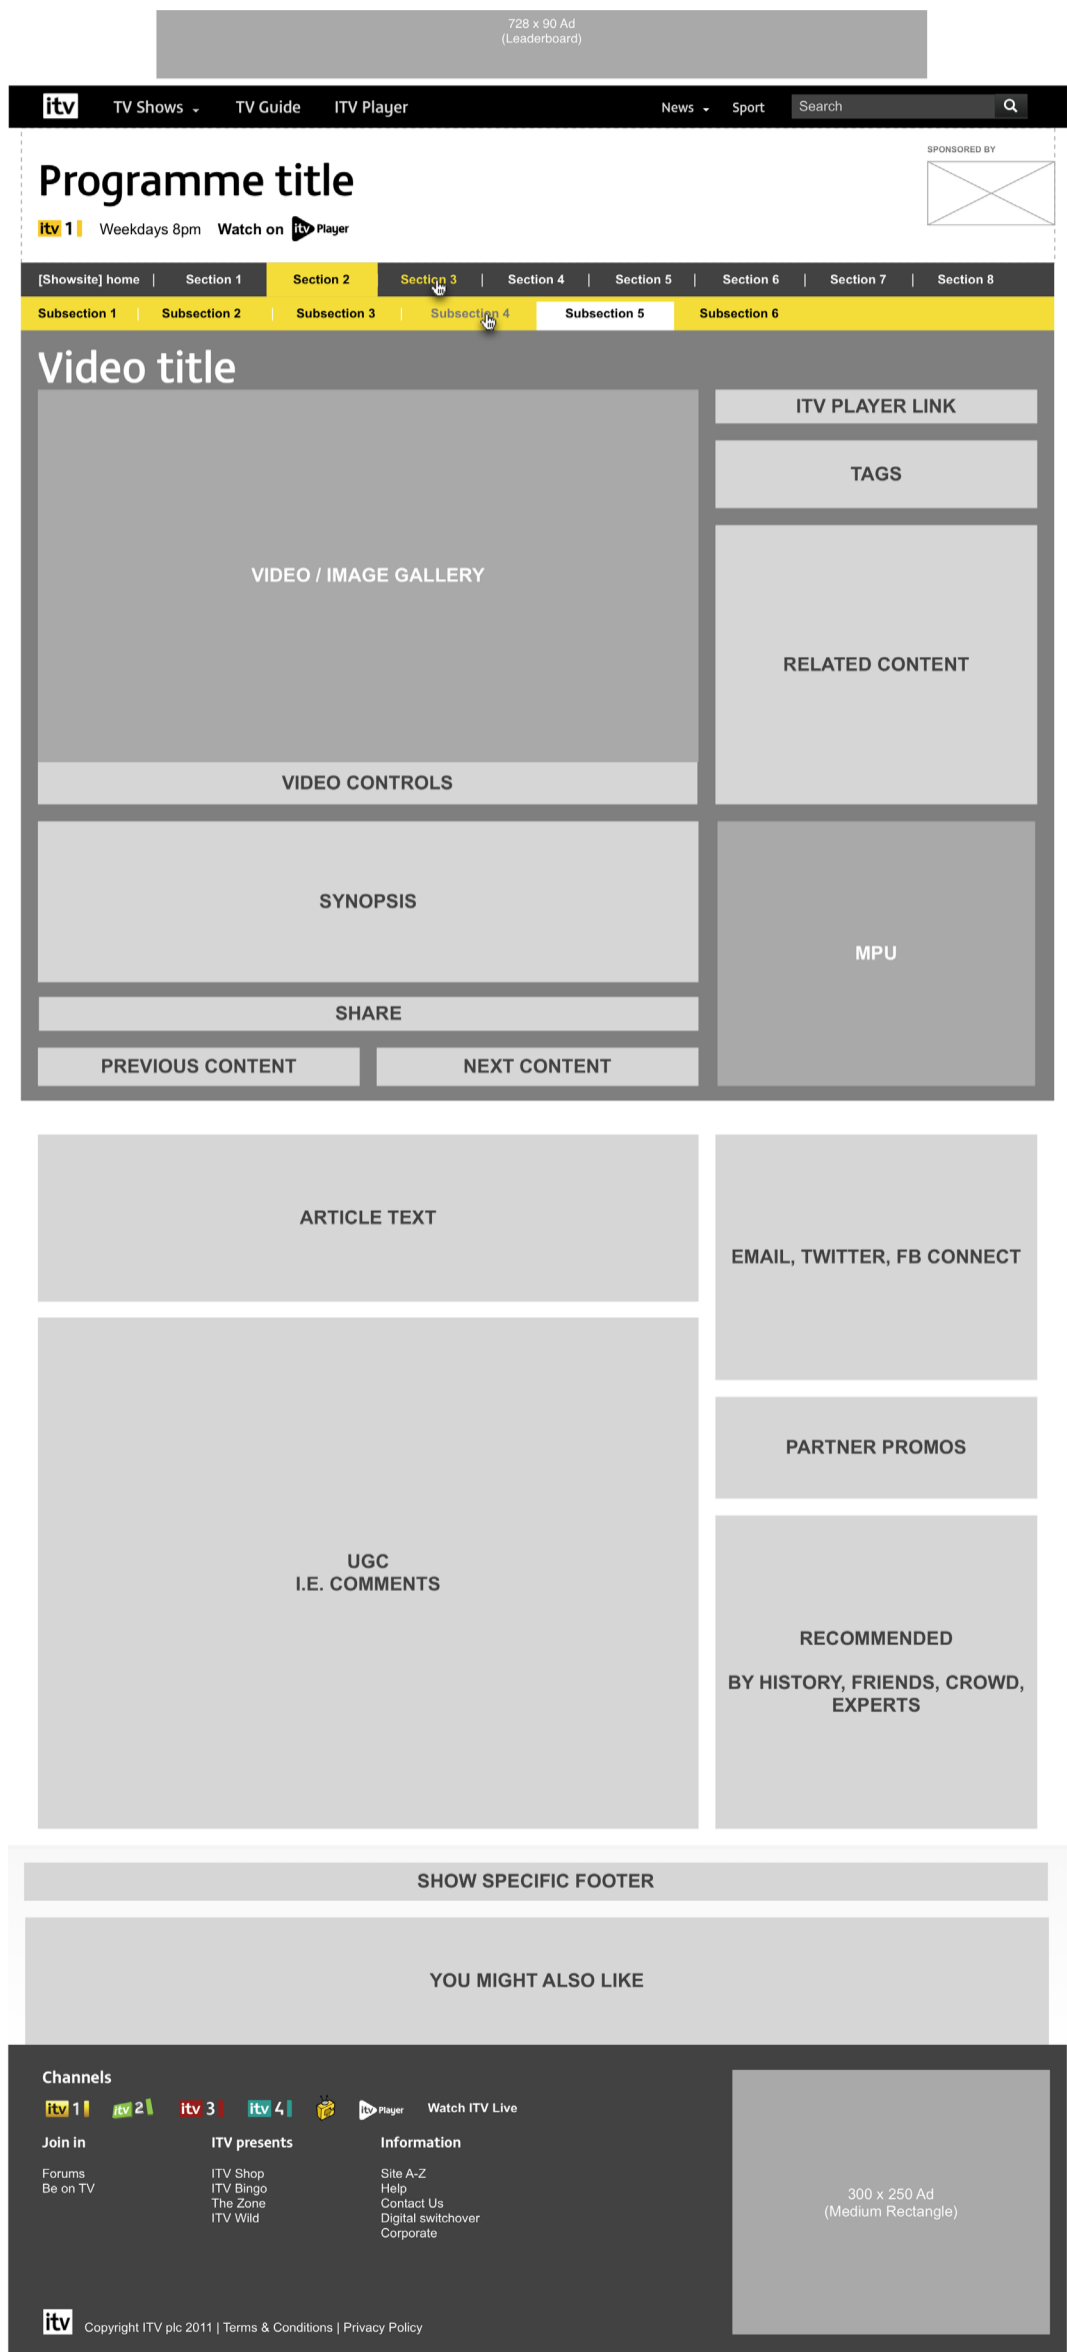 728 x 90 Ad
(Leaderboard)
itv TV Shows TV Guide ITV Player News Sport Search
SPONSORED BY
Programme title
itv 1 Weekdays 8pm Watch on itv Player
[Showsite] home | Section 1 Section 2 Section 3 | Section 4 | Section 5 | Section 6 | Section 7 | Section 8
Subsection 1 | Subsection 2 | Subsection 3 | Subsection 4 Subsection 5 Subsection 6
Video title
ITV PLAYER LINK
TAGS
VIDEO / IMAGE GALLERY
RELATED CONTENT
VIDEO CONTROLS
SYNOPSIS
MPU
SHARE
PREVIOUS CONTENT NEXT CONTENT
ARTICLE TEXT
EMAIL, TWITTER, FB CONNECT
PARTNER PROMOS
UGC
I.E. COMMENTS
RECOMMENDED
BY HISTORY, FRIENDS, CROWD,
EXPERTS
SHOW SPECIFIC FOOTER
YOU MIGHT ALSO LIKE
Channels
itv 1 itv 2 itv 3 itv 4 itv Player Watch ITV Live
Join in
Forums
Be on TV
ITV presents
ITV Shop
ITV Bingo
The Zone
ITV Wild
Information
Site A-Z
Help
Contact Us
Digital switchover
Corporate
300 x 250 Ad
(Medium Rectangle)
itv Copyright ITV plc 2011 | Terms & Conditions | Privacy Policy